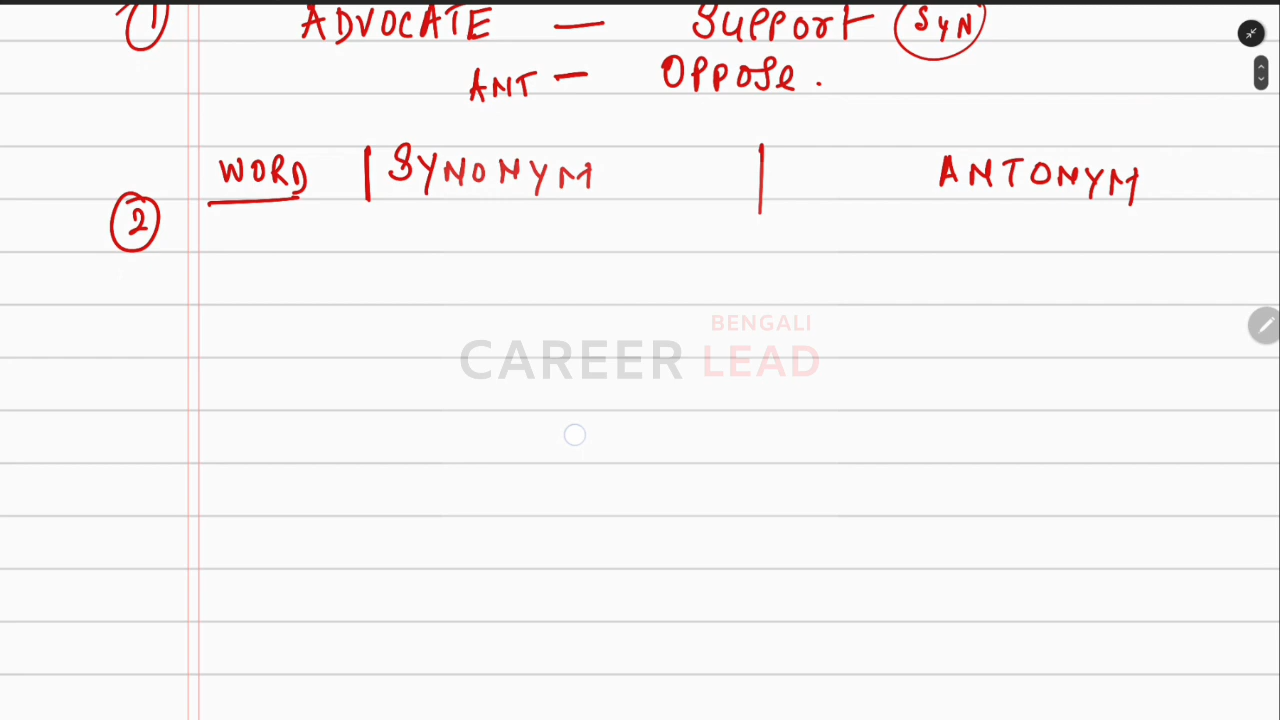 1 ADVOCATE — Support SYN
ANT — OPPOSE.
WORD | SYNONYM | ANTONYM
2
BENGALI
CAREER LEAD